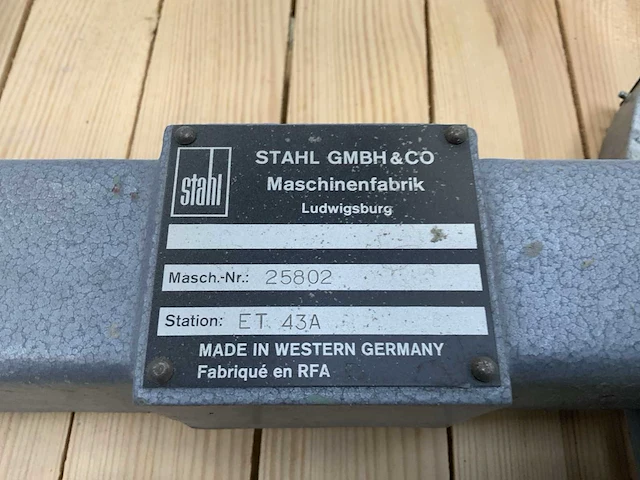 stahl
STAHL GMBH & CO
Maschinenfabrik
Ludwigsburg
Masch.-Nr.: 25802
Station: ET 43A
MADE IN WESTERN GERMANY
Fabriqué en RFA